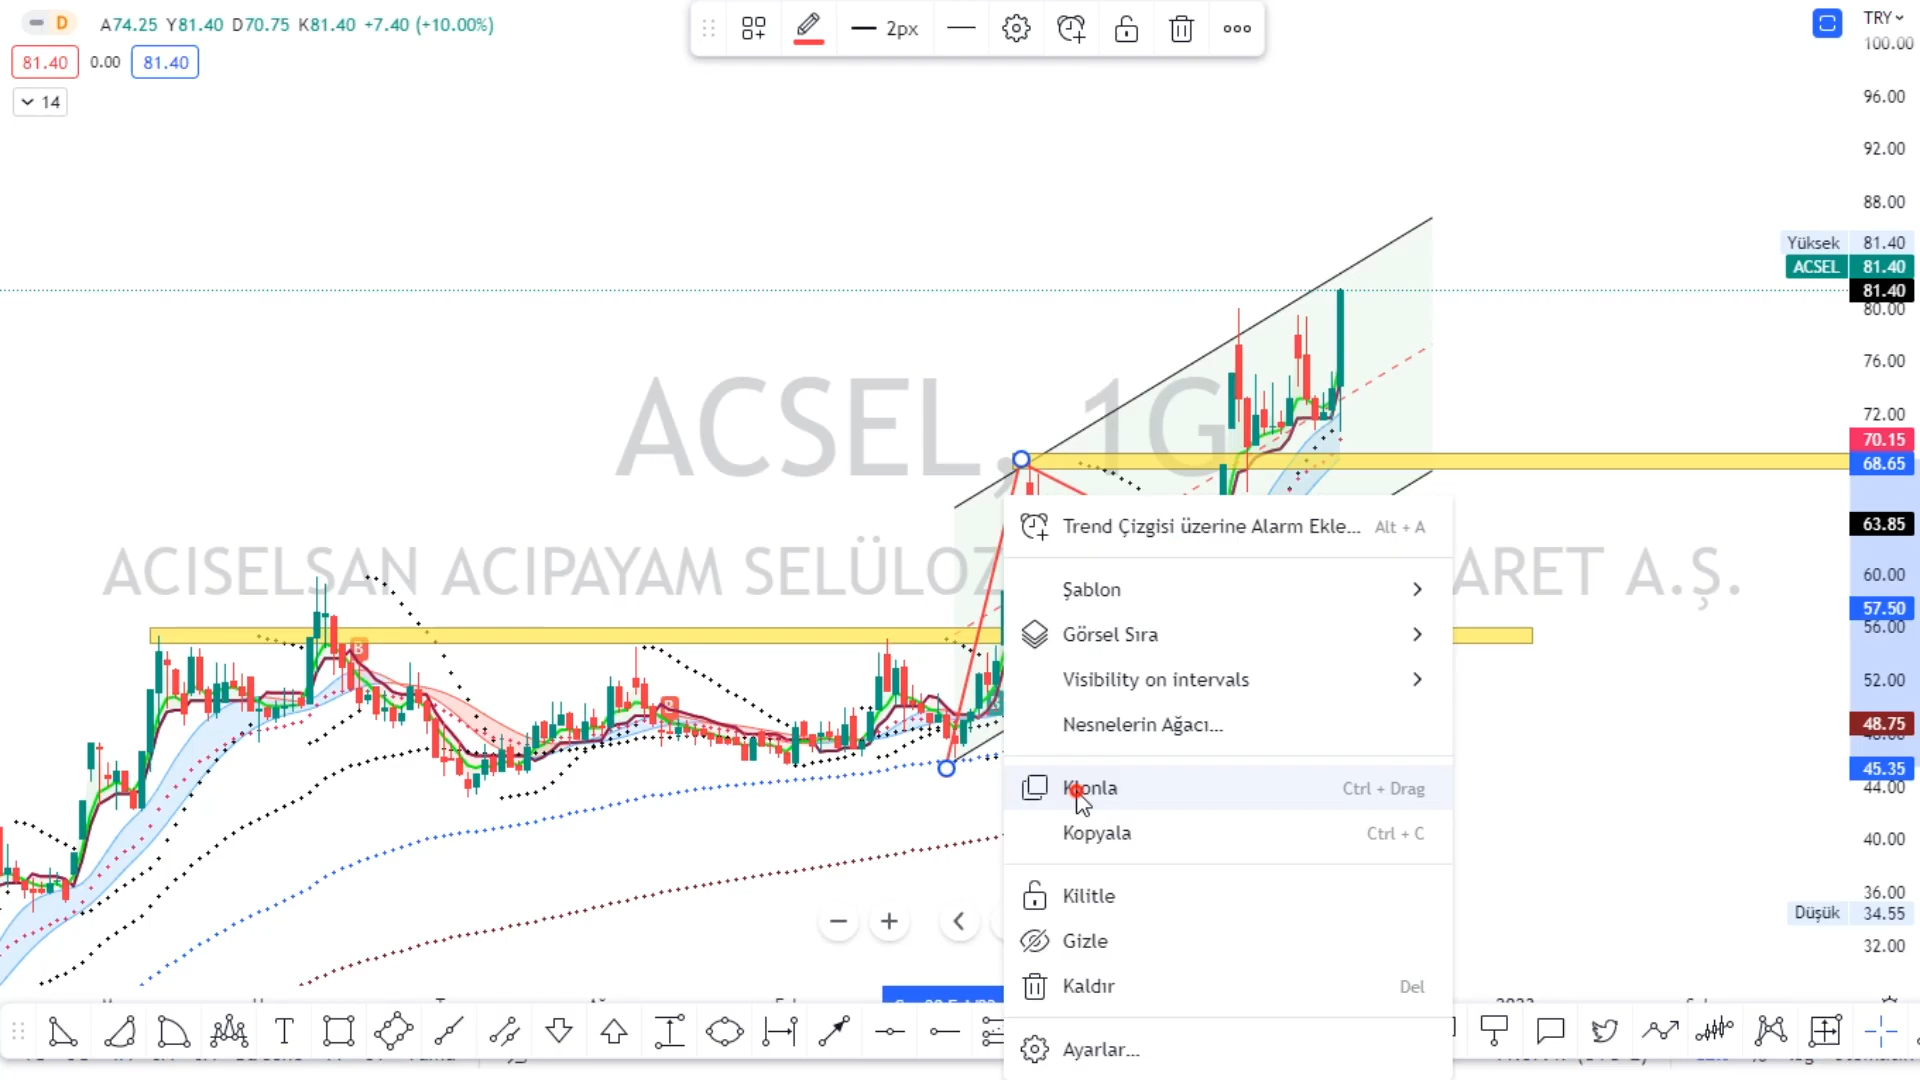 D A74.25 Y81.40 D70.75 K81.40 +7.40 (+10.00%)
81.40 0.00 81.40
14
2px
TRY
100.00
96.00
92.00
88.00
Yüksek 81.40
ACSEL 81.40
81.40
80.00
76.00
72.00
70.15
68.65
63.85
60.00
57.50
56.00
52.00
48.75
45.35
44.00
40.00
36.00
Düşük 34.55
32.00
ACSEL, 1G
ACISELSAN ACIPAYAM SELÜLOZ
ARET A.Ş.
B
Trend Çizgisi üzerine Alarm Ekle... Alt + A
Şablon
Görsel Sıra
Visibility on intervals
Nesnelerin Ağacı...
Klonla Ctrl + Drag
Kopyala Ctrl + C
Kilitle
Gizle
Kaldır Del
Ayarlar...
T